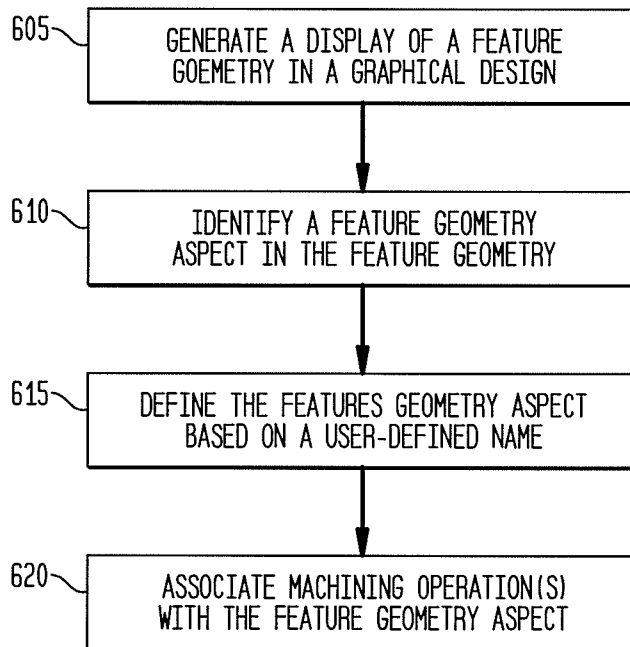 605
GENERATE A DISPLAY OF A FEATURE
GOEMETRY IN A GRAPHICAL DESIGN
610
IDENTIFY A FEATURE GEOMETRY
ASPECT IN THE FEATURE GEOMETRY
615
DEFINE THE FEATURES GEOMETRY ASPECT
BASED ON A USER-DEFINED NAME
620
ASSOCIATE MACHINING OPERATION(S)
WITH THE FEATURE GEOMETRY ASPECT